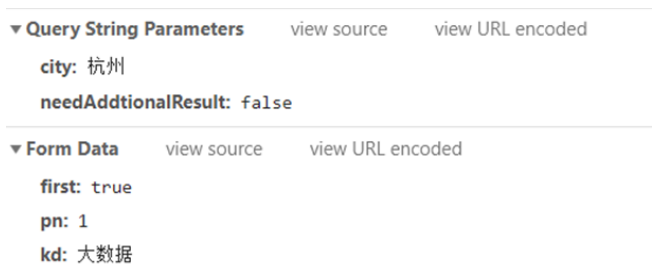 Query String Parameters view source view URL encoded
city: 杭州
needAddtionalResult: false
Form Data view source view URL encoded
first: true
pn: 1
kd: 大数据